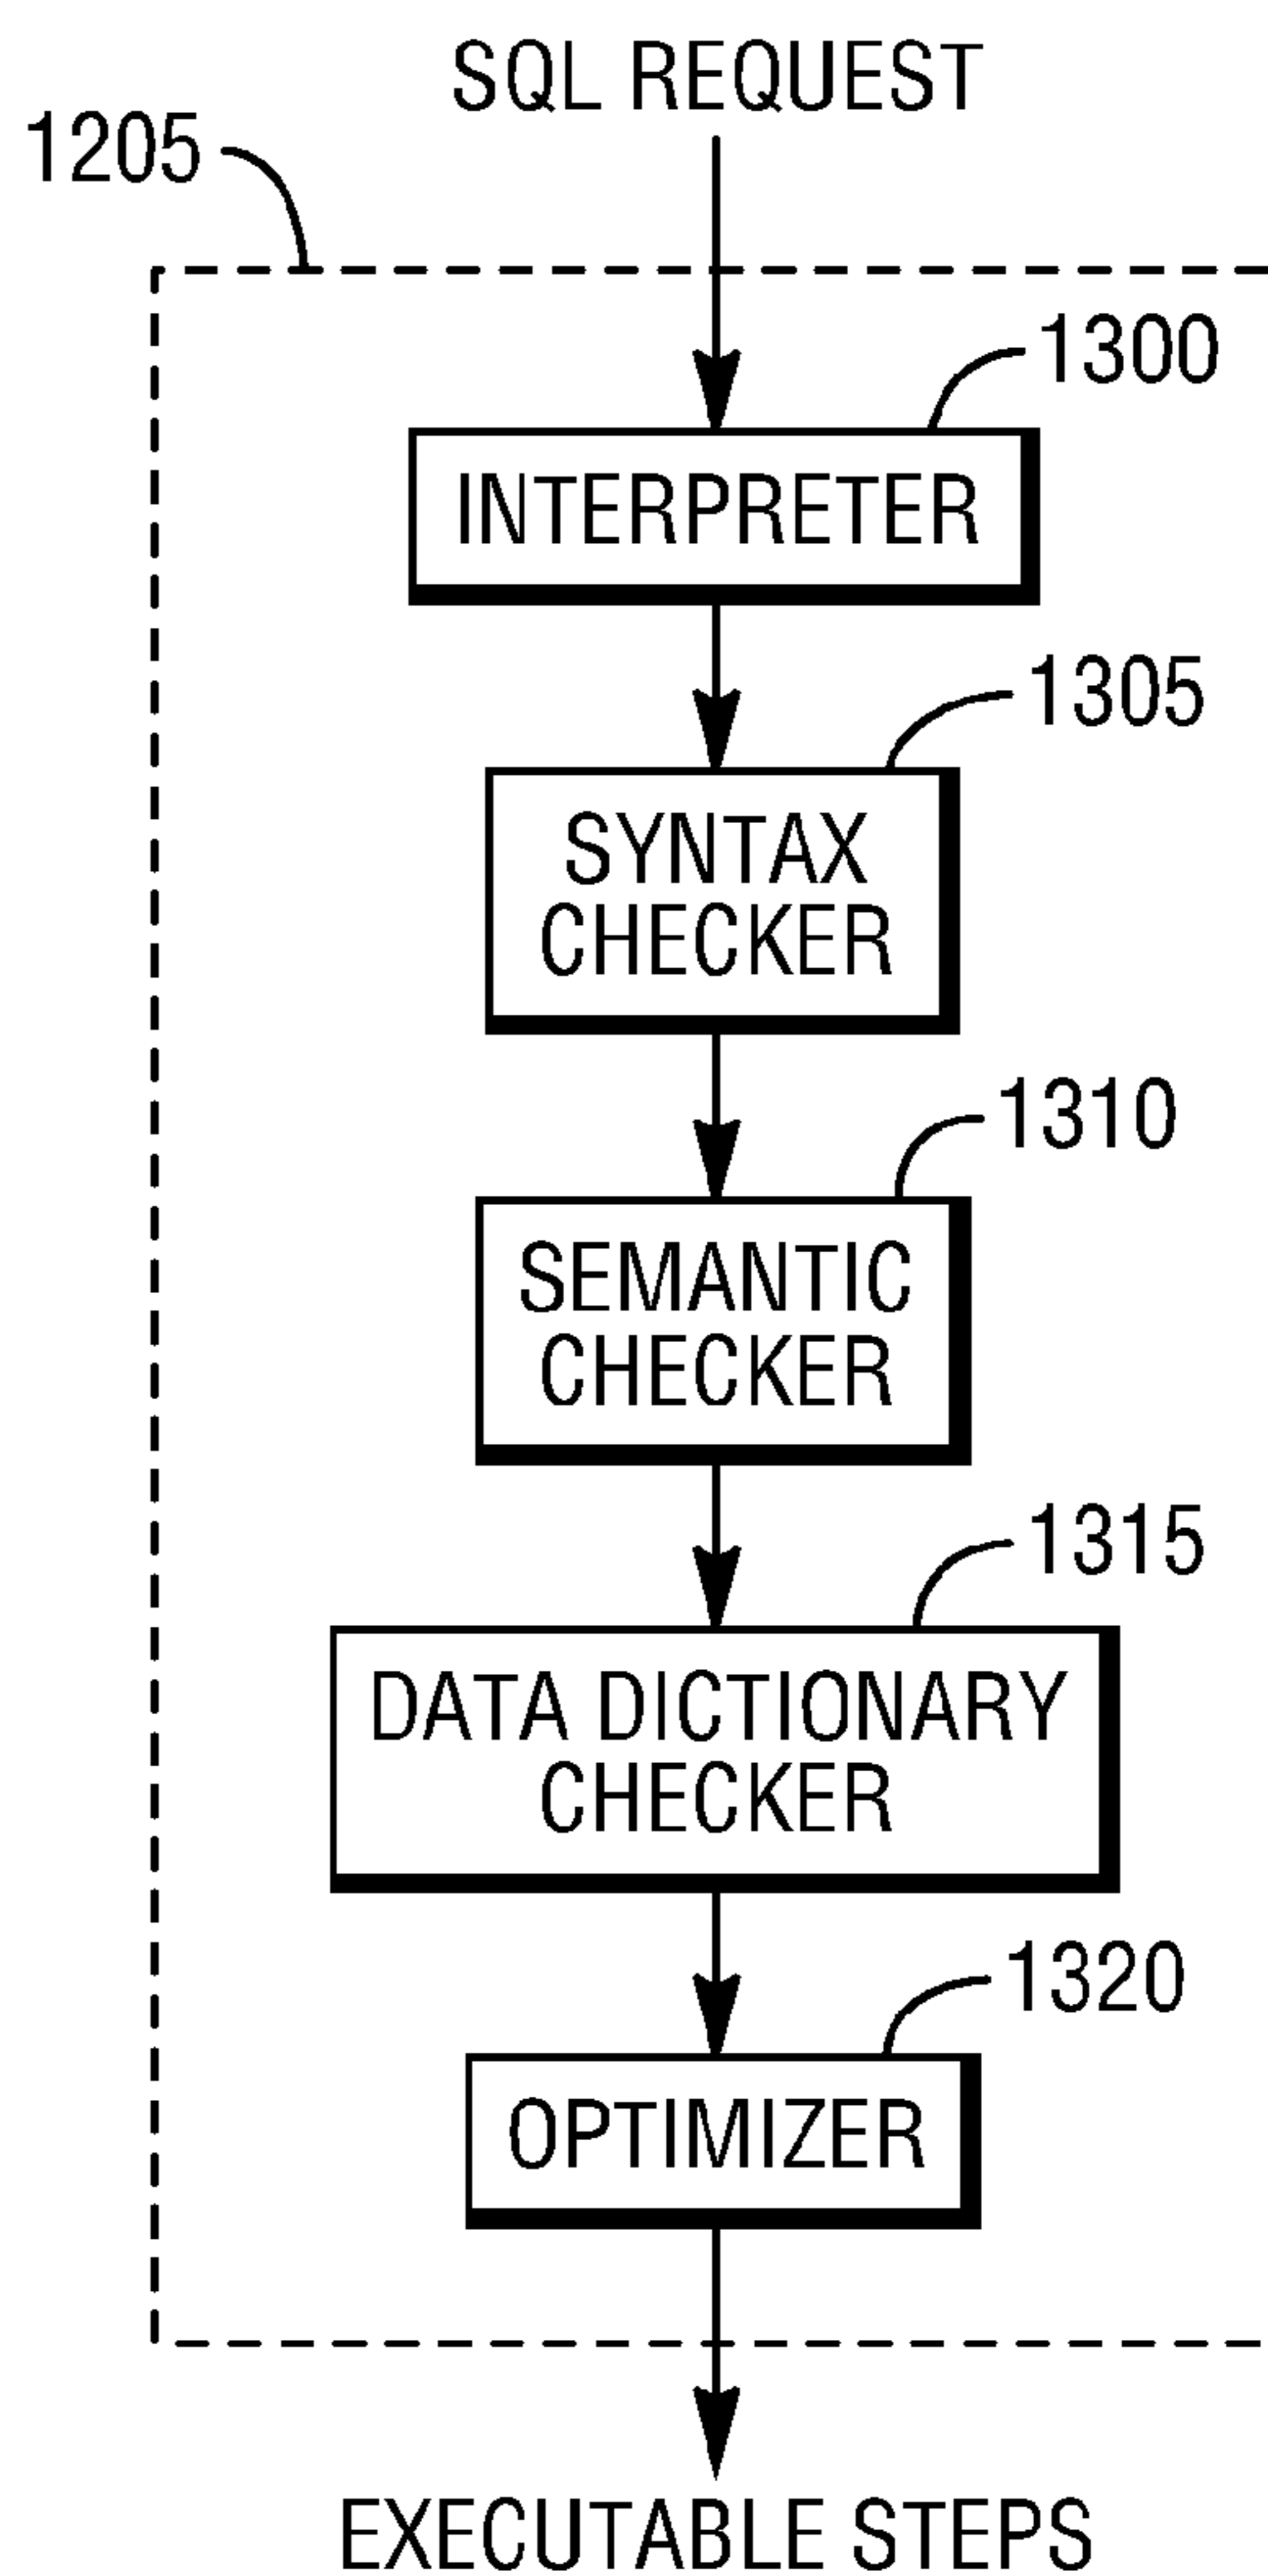 SQL REQUEST
1205
1300
INTERPRETER
1305
SYNTAX
CHECKER
1310
SEMANTIC
CHECKER
1315
DATA DICTIONARY
CHECKER
1320
OPTIMIZER
EXECUTABLE STEPS